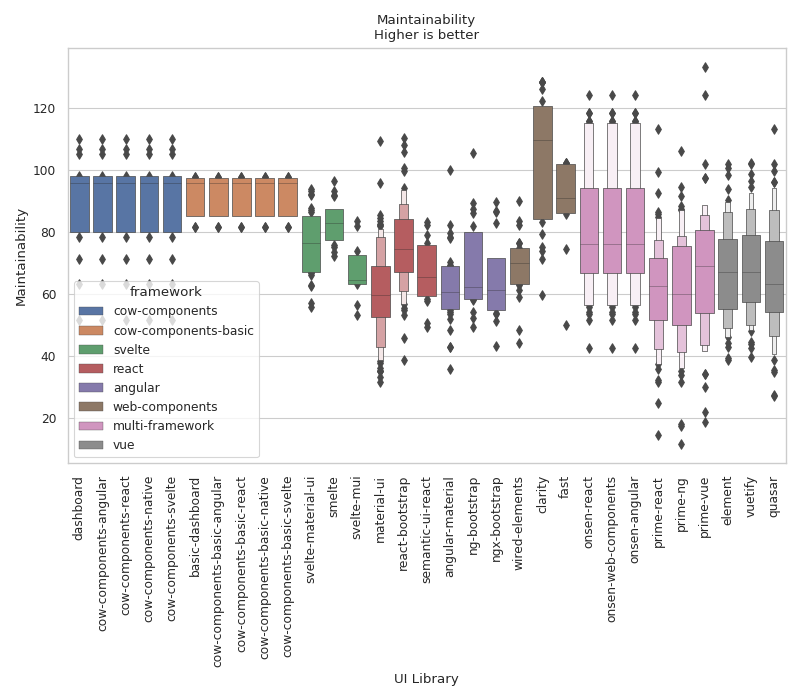 Maintainability
Higher is better
Maintainability
120
100
80
60
40
20
framework
cow-components
cow-components-basic
svelte
react
angular
web-components
multi-framework
vue
dashboard
cow-components-angular
cow-components-react
cow-components-native
cow-components-svelte
basic-dashboard
cow-components-basic-angular
cow-components-basic-react
cow-components-basic-native
cow-components-basic-svelte
svelte-material-ui
smelte
svelte-mui
material-ui
react-bootstrap
semantic-ui-react
angular-material
ng-bootstrap
ngx-bootstrap
wired-elements
clarity
fast
onsen-react
onsen-web-components
onsen-angular
prime-react
prime-ng
prime-vue
element
vuetify
quasar
UI Library